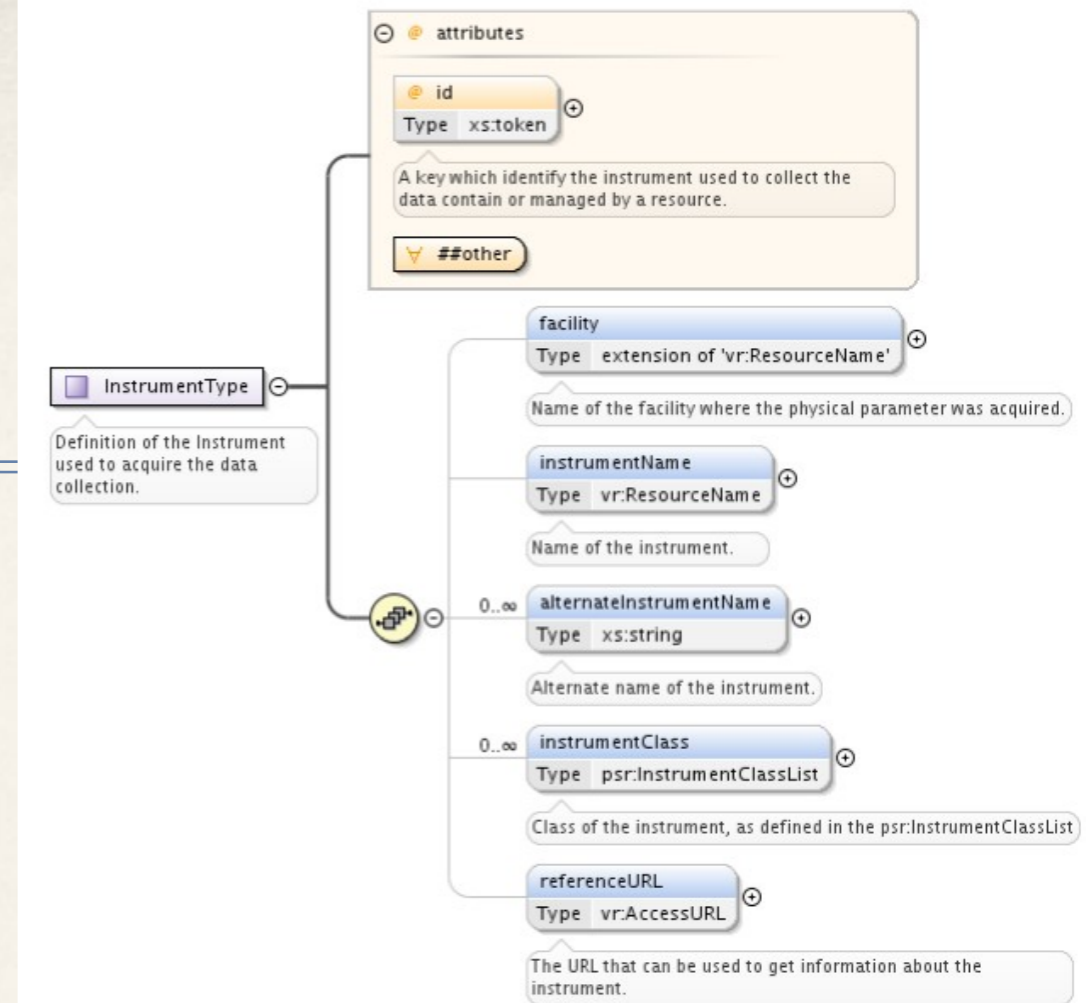 attributes
id
Type xs:token
A key which identify the instrument used to collect the
data contain or managed by a resource.
##other
InstrumentType
Definition of the Instrument
used to acquire the data
collection.
facility
Type extension of 'vr:ResourceName'
Name of the facility where the physical parameter was acquired.
instrumentName
Type vr:ResourceName
Name of the instrument.
0..∞ alternateInstrumentName
Type xs:string
Alternate name of the instrument.
0..∞ instrumentClass
Type psr:InstrumentClassList
Class of the instrument, as defined in the psr:InstrumentClassList
referenceURL
Type vr:AccessURL
The URL that can be used to get information about the
instrument.